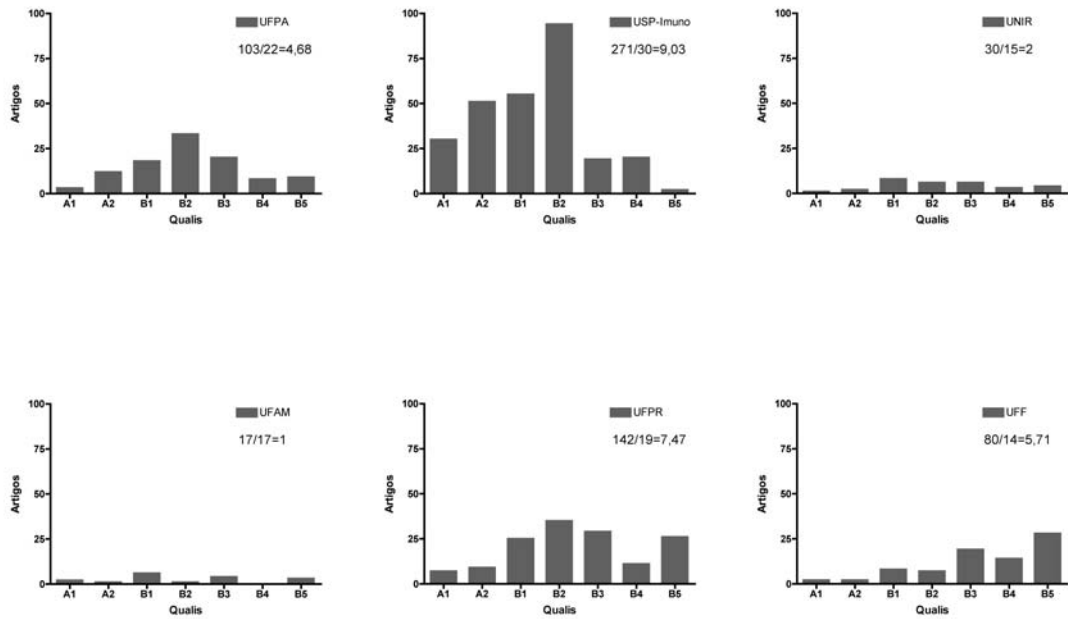 UFPA
103/22=4,68
100
75
50
25
0
Artigos
A1 A2 B1 B2 B3 B4 B5
Qualis
USP-Imuno
271/30=9,03
100
75
50
25
0
Artigos
A1 A2 B1 B2 B3 B4 B5
Qualis
UNIR
30/15=2
100
75
50
25
0
Artigos
A1 A2 B1 B2 B3 B4 B5
Qualis
UFAM
17/17=1
100
75
50
25
0
Artigos
A1 A2 B1 B2 B3 B4 B5
Qualis
UFPR
142/19=7,47
100
75
50
25
0
Artigos
A1 A2 B1 B2 B3 B4 B5
Qualis
UFF
80/14=5,71
100
75
50
25
0
Artigos
A1 A2 B1 B2 B3 B4 B5
Qualis